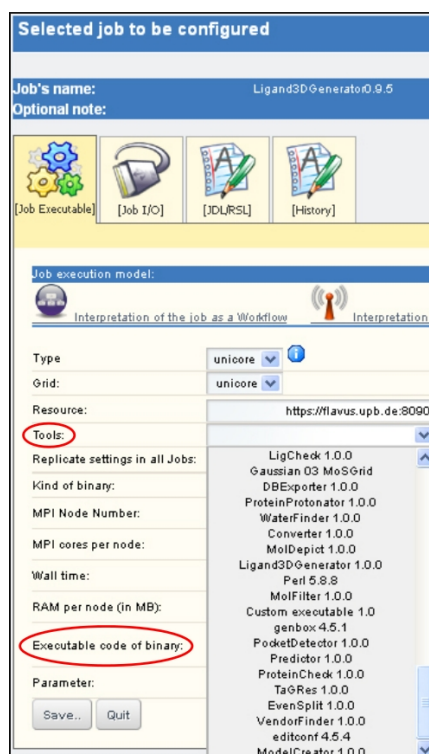 Selected job to be configured
Job's name: Ligand3DGenerator0.9.5
Optional note:
[Job Executable] [Job I/O] [JDL/RSL] [History]
Job execution model:
Interpretation of the job as a Workflow Interpretation
Type unicore
Grid: unicore
Resource: https://flavus.upb.de:8090
Tools:
Replicate settings in all Jobs:
Kind of binary:
MPI Node Number:
MPI cores per node:
Wall time:
RAM per node (in MB):
Executable code of binary:
Parameter:
Save.. Quit
LigCheck 1.0.0
Gaussian 03 MoSGrid
DBExporter 1.0.0
ProteinProtonator 1.0.0
WaterFinder 1.0.0
Converter 1.0.0
MolDepict 1.0.0
Ligand3DGenerator 1.0.0
Perl 5.8.8
MolFilter 1.0.0
Custom executable 1.0
genbox 4.5.1
PocketDetector 1.0.0
Predictor 1.0.0
ProteinCheck 1.0.0
TaGRes 1.0.0
EvenSplit 1.0.0
VendorFinder 1.0.0
editconf 4.5.4
ModelCreator 1.0.0